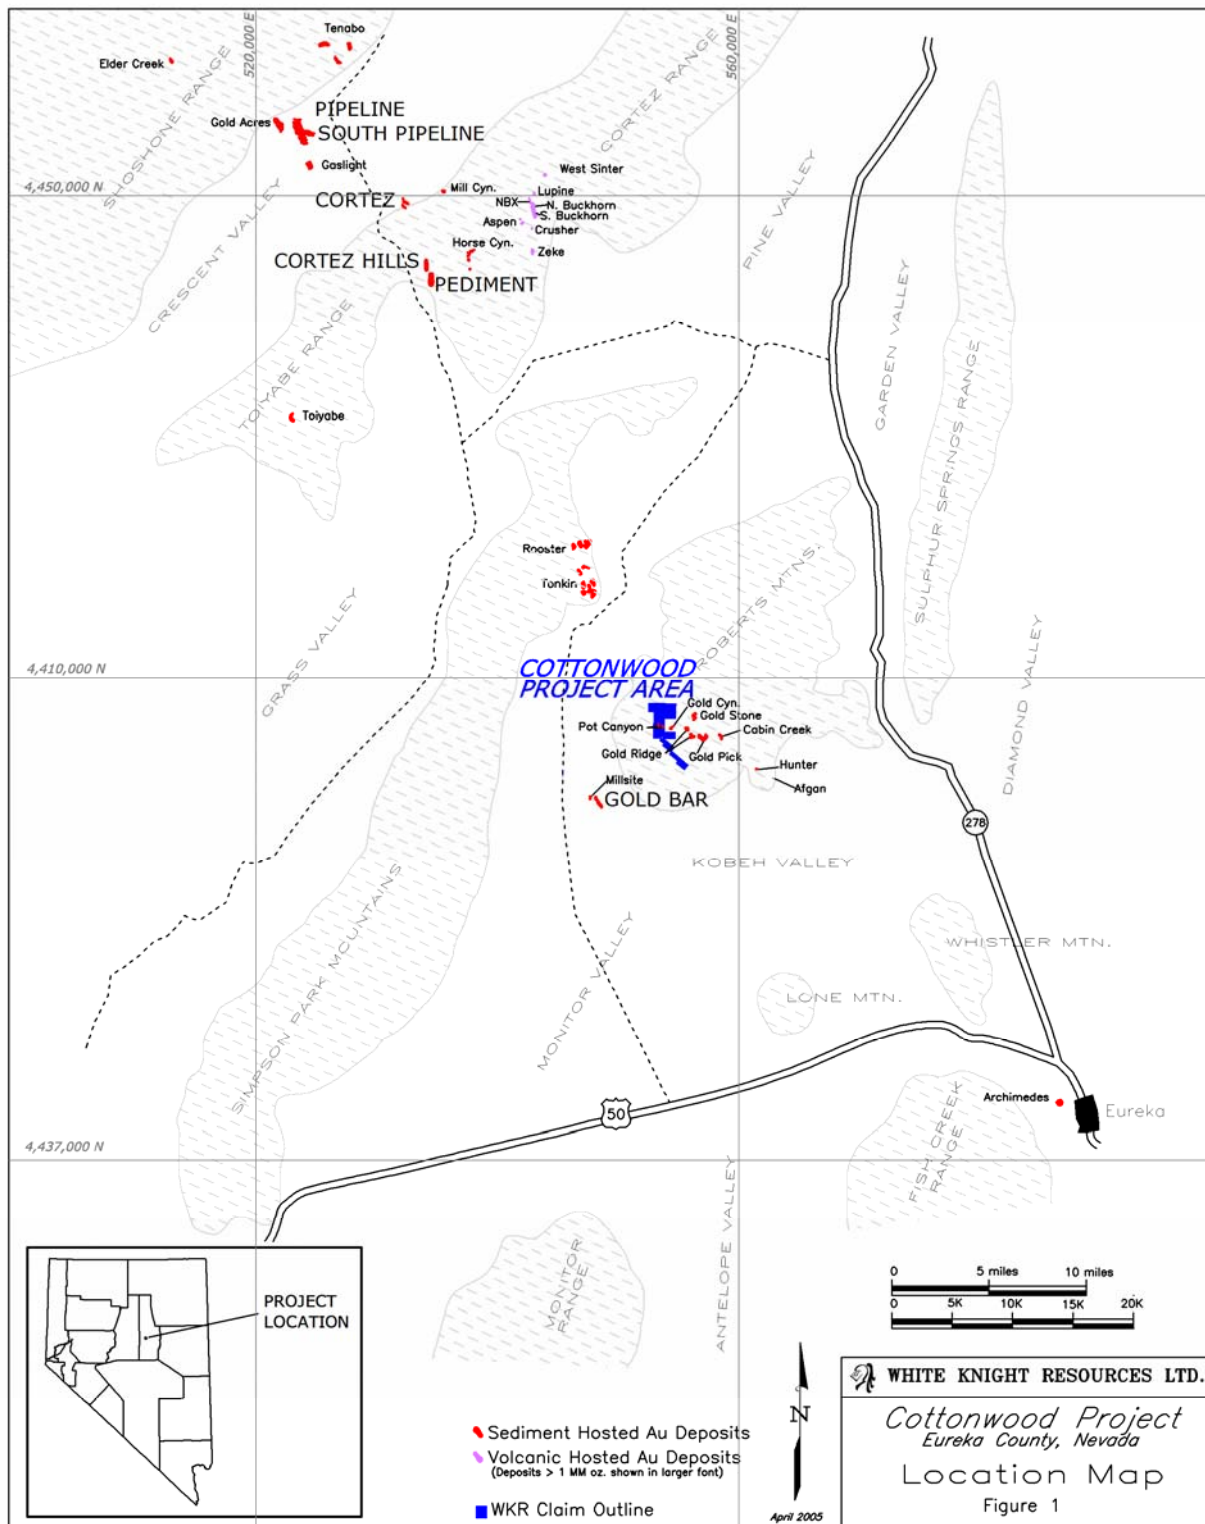 Tenabo
Elder Creek
520,000 E
560,000 E
SHOSHONE RANGE
CORTEZ RANGE
PIPELINE
Gold Acres
SOUTH PIPELINE
Gaslight
PINE VALLEY
West Sinter
4,450,000 N
Mill Cyn.
Lupine
CORTEZ
NBX
N. Buckhorn
S. Buckhorn
Aspen
Crusher
Horse Cyn.
Zeke
CORTEZ HILLS
PEDIMENT
CRESCENT VALLEY
GARDEN VALLEY
TOIYABE RANGE
Toiyabe
SULPHUR SPRINGS RANGE
Rooster
Tonkin
ROBERTS MTNS.
GRASS VALLEY
4,410,000 N
COTTONWOOD
PROJECT AREA
DIAMOND VALLEY
Gold Cyn.
Gold Stone
Pot Canyon
Cabin Creek
Gold Ridge
Gold Pick
Hunter
Millsite
Afgan
GOLD BAR
278
KOBEH VALLEY
SIMPSON PARK MOUNTAINS
MONITOR VALLEY
WHISTLER MTN.
LONE MTN.
Archimedes
Eureka
50
FISH CREEK
RANGE
4,437,000 N
ANTELOPE VALLEY
MONITOR
RANGE
PROJECT
LOCATION
0 5 miles 10 miles
0 5K 10K 15K 20K
N
April 2005
Sediment Hosted Au Deposits
Volcanic Hosted Au Deposits
(Deposits > 1 MM oz. shown in larger font)
WKR Claim Outline
WHITE KNIGHT RESOURCES LTD.
Cottonwood Project
Eureka County, Nevada
Location Map
Figure 1